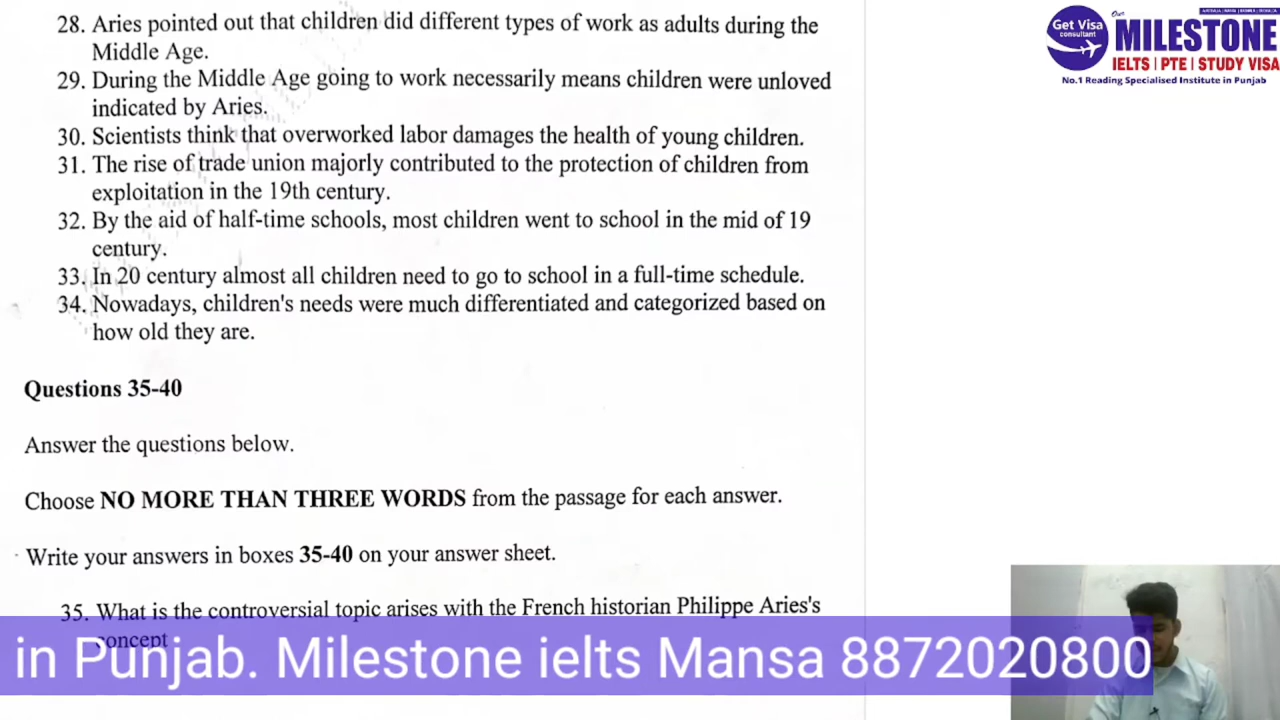 28. Aries pointed out that children did different types of work as adults during the
Middle Age.
29. During the Middle Age going to work necessarily means children were unloved
indicated by Aries.
30. Scientists think that overworked labor damages the health of young children.
31. The rise of trade union majorly contributed to the protection of children from
exploitation in the 19th century.
32. By the aid of half-time schools, most children went to school in the mid of 19
century.
33. In 20 century almost all children need to go to school in a full-time schedule.
34. Nowadays, children's needs were much differentiated and categorized based on
how old they are.
Questions 35-40
Answer the questions below.
Choose NO MORE THAN THREE WORDS from the passage for each answer.
Write your answers in boxes 35-40 on your answer sheet.
35. What is the controversial topic arises with the French historian Philippe Aries's
concept
in Punjab. Milestone ielts Mansa 8872020800
Get Visa
consultant
Our
MILESTONE
IELTS | PTE | STUDY VISA
No.1 Reading Specialised Institute in Punjab